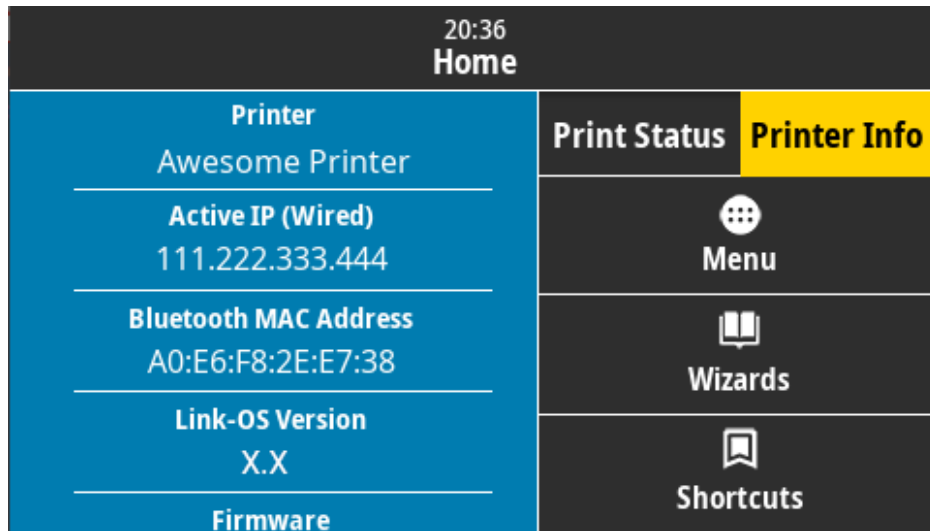 20:36
Home
Printer
Awesome Printer
Active IP (Wired)
111.222.333.444
Bluetooth MAC Address
A0:E6:F8:2E:E7:38
Link-OS Version
X.X
Firmware
Print Status
Printer Info
Menu
Wizards
Shortcuts